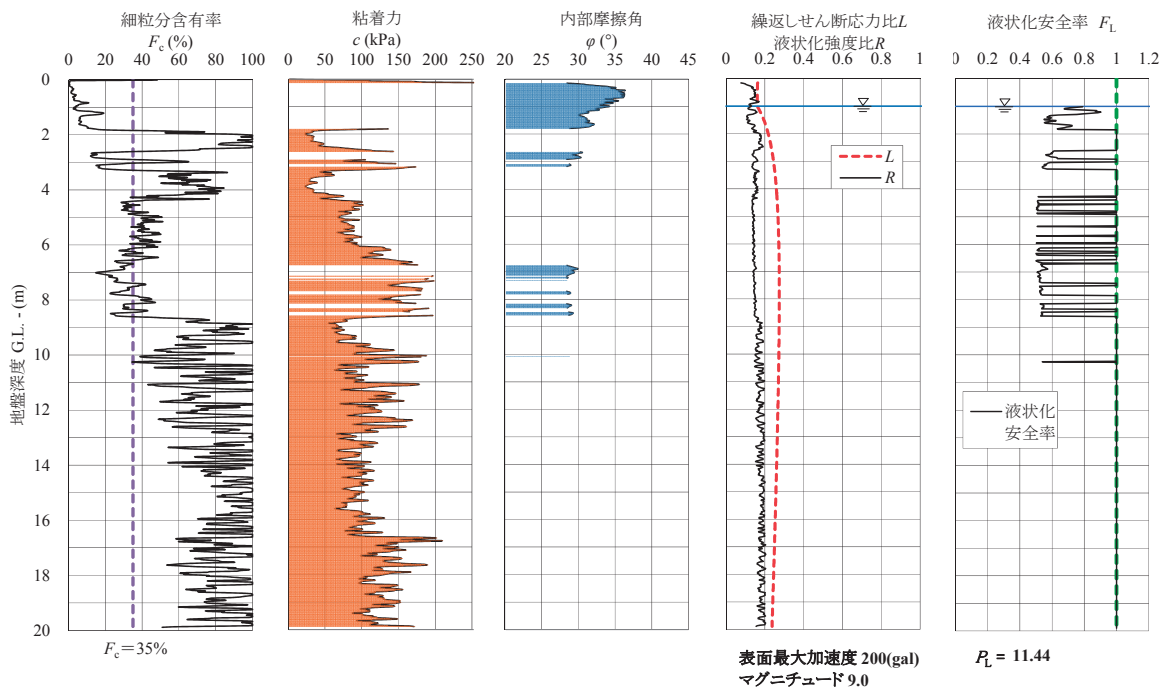 細粒分含有率
Fc (%)
0 20 40 60 80 100
粘着力
c (kPa)
0 50 100 150 200 250
内部摩擦角
φ (°)
20 25 30 35 40 45
繰返しせん断応力比L
液状化強度比R
0 0.2 0.4 0.6 0.8 1
液状化安全率 FL
0 0.2 0.4 0.6 0.8 1 1.2
地盤深度 G.L. - (m)
0
2
4
6
8
10
12
14
16
18
20
L
R
液状化
安全率
Fc=35%
表面最大加速度 200(gal)
マグニチュード 9.0
PL = 11.44